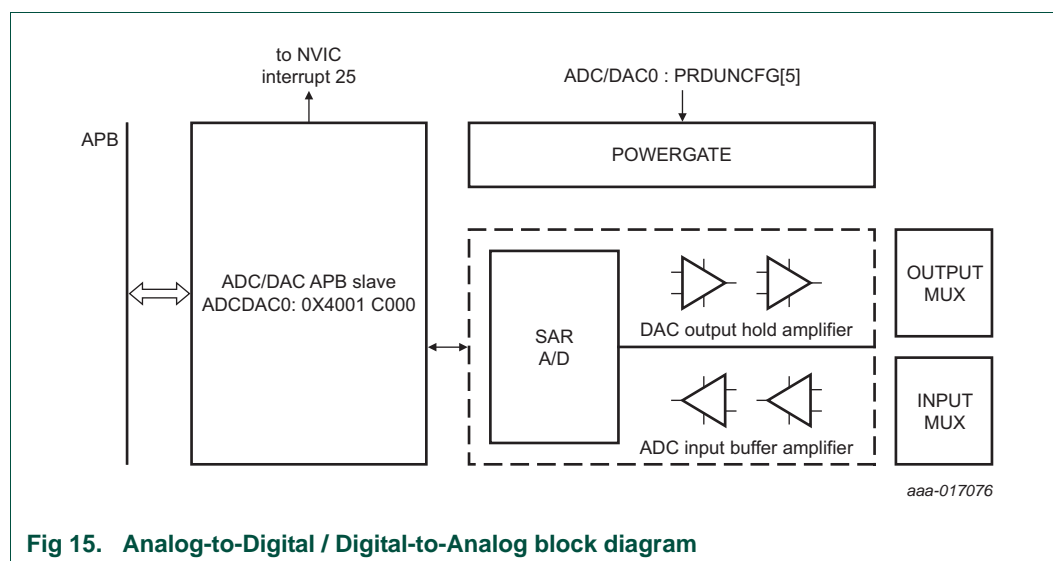 to NVIC
interrupt 25
ADC/DAC0 : PRDUNCFG[5]
APB
POWERGATE
ADC/DAC APB slave
ADCDAC0: 0X4001 C000
SAR
A/D
DAC output hold amplifier
ADC input buffer amplifier
OUTPUT
MUX
INPUT
MUX
aaa-017076
Fig 15. Analog-to-Digital / Digital-to-Analog block diagram